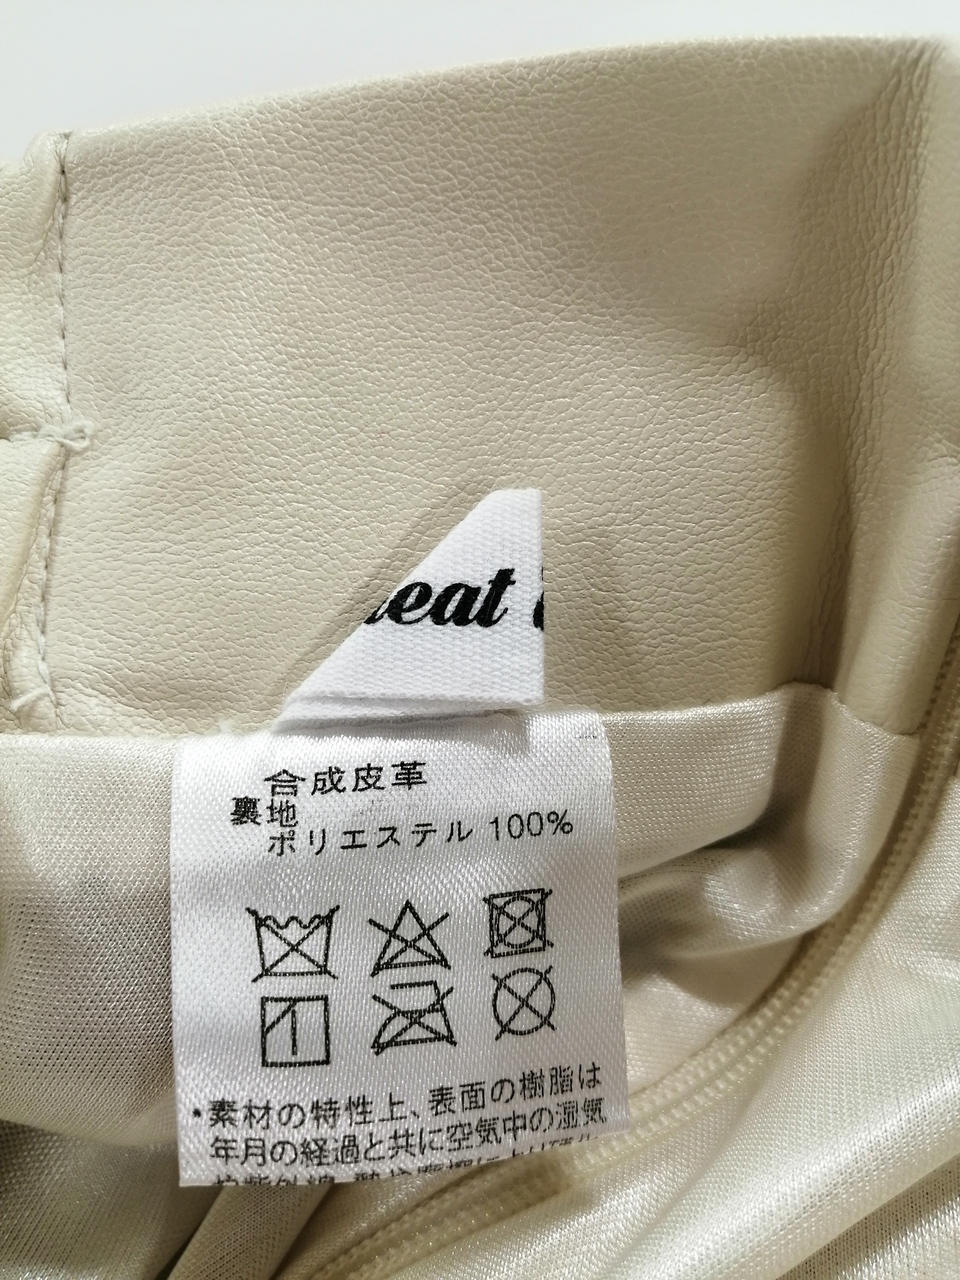 eat
合成皮革
裏地
ポリエステル 100%
・素材の特性上、表面の樹脂は
年月の経過と共に空気中の湿気